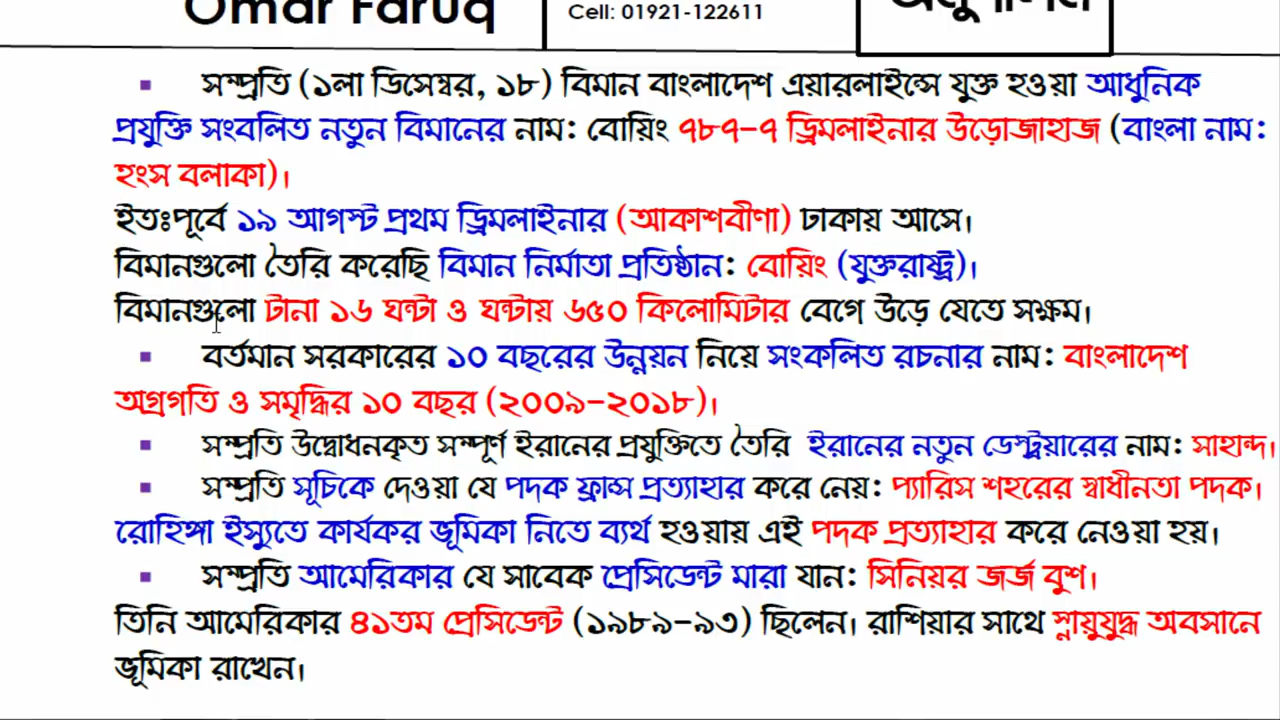 Omar Faruq
Cell: 01921-122611
অনুশীলন
▪ সম্প্রতি (১লা ডিসেম্বর, ১৮) বিমান বাংলাদেশ এয়ারলাইন্সে যুক্ত হওয়া আধুনিক
প্রযুক্তি সংবলিত নতুন বিমানের নাম: বোয়িং ৭৮৭-৭ ড্রিমলাইনার উড়োজাহাজ (বাংলা নাম:
হংস বলাকা)।
ইতঃপূর্বে ১৯ আগস্ট প্রথম ড্রিমলাইনার (আকাশবীণা) ঢাকায় আসে।
বিমানগুলো তৈরি করেছি বিমান নির্মাতা প্রতিষ্ঠান: বোয়িং (যুক্তরাষ্ট্র)।
বিমানগুলো টানা ১৬ ঘন্টা ও ঘন্টায় ৬৫০ কিলোমিটার বেগে উড়ে যেতে সক্ষম।
▪ বর্তমান সরকারের ১০ বছরের উন্নয়ন নিয়ে সংকলিত রচনার নাম: বাংলাদেশ
অগ্রগতি ও সমৃদ্ধির ১০ বছর (২০০৯-২০১৮)।
▪ সম্প্রতি উদ্বোধনকৃত সম্পূর্ণ ইরানের প্রযুক্তিতে তৈরি ইরানের নতুন ডেস্ট্রয়ারের নাম: সাহান্দ।
▪ সম্প্রতি সূচিকে দেওয়া যে পদক ফ্রান্স প্রত্যাহার করে নেয়: প্যারিস শহরের স্বাধীনতা পদক।
রোহিঙ্গা ইস্যুতে কার্যকর ভূমিকা নিতে ব্যর্থ হওয়ায় এই পদক প্রত্যাহার করে নেওয়া হয়।
▪ সম্প্রতি আমেরিকার যে সাবেক প্রেসিডেন্ট মারা যান: সিনিয়র জর্জ বুশ।
তিনি আমেরিকার ৪১তম প্রেসিডেন্ট (১৯৮৯-৯৩) ছিলেন। রাশিয়ার সাথে স্নায়ুযুদ্ধ অবসানে
ভূমিকা রাখেন।